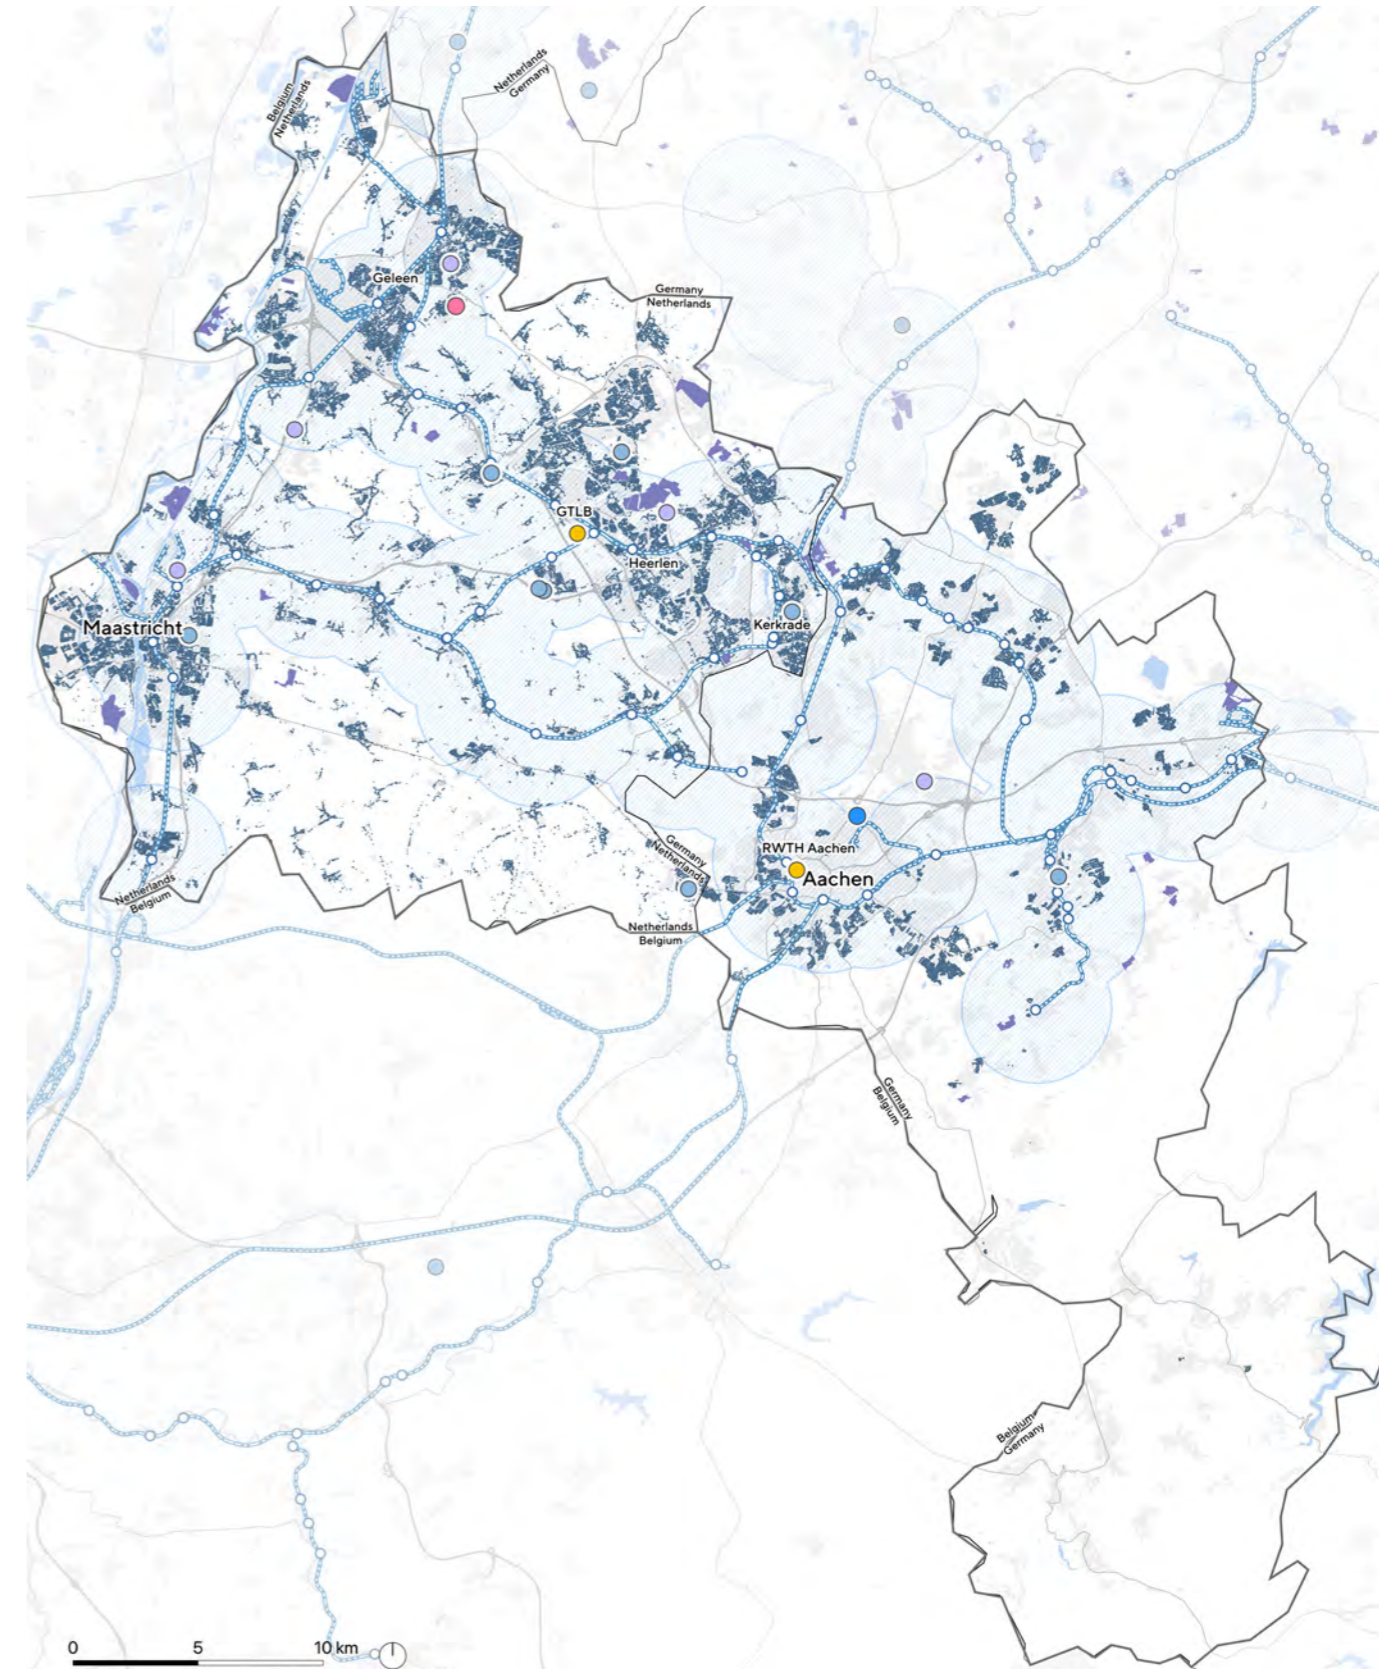 Netherlands
Germany
Belgium
Netherlands
Geleen
Germany
Netherlands
GTLB
Heerlen
Kerkrade
Maastricht
RWTH Aachen
Aachen
Germany
Netherlands
Netherlands
Belgium
Netherlands
Belgium
Germany
Belgium
Belgium
Germany
0 5 10 km